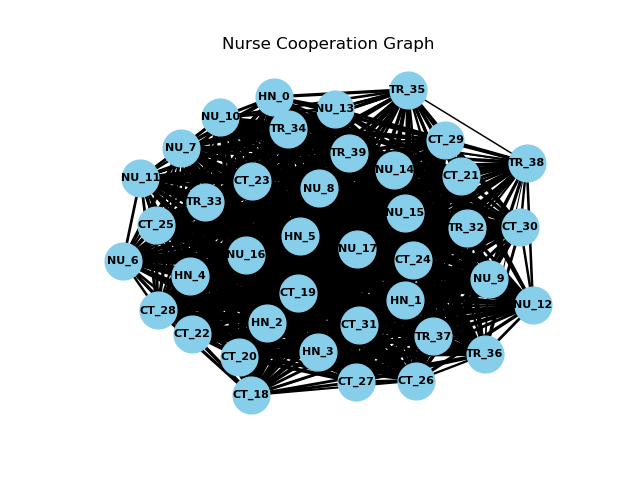 Nurse Cooperation Graph
TR_35
HN_0
NU_13
NU_10
TR_34
CT_29
NU_7
TR_39
TR_38
NU_14
CT_21
NU_11
CT_23
NU_8
TR_33
NU_15
CT_25
TR_32
CT_30
HN_5
NU_17
NU_16
CT_24
NU_6
HN_4
NU_9
CT_19
HN_1
NU_12
CT_28
HN_2
CT_31
CT_22
TR_37
HN_3
TR_36
CT_20
CT_27
CT_26
CT_18